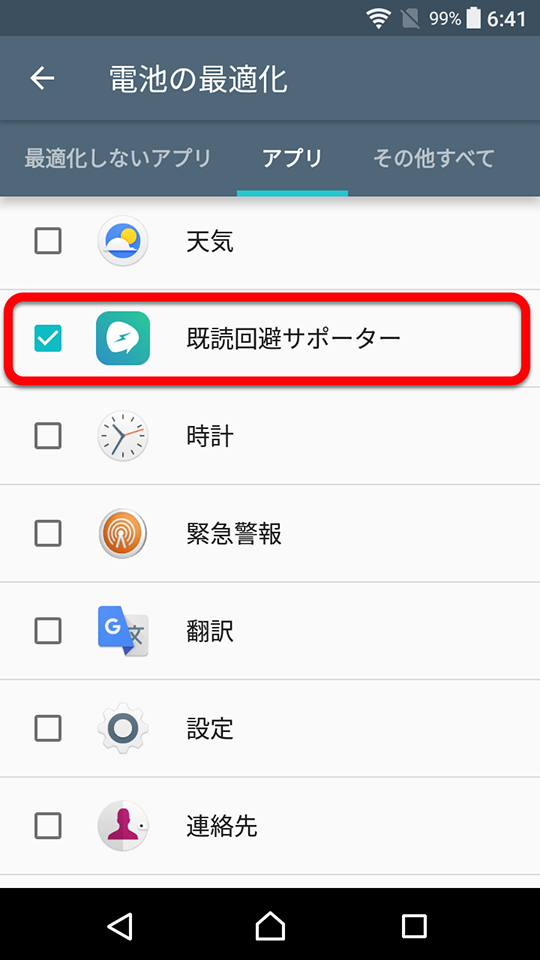 99% 6:41
電池の最適化
最適化しないアプリ アプリ その他すべて
天気
既読回避サポーター
時計
緊急警報
G 文
翻訳
設定
連絡先